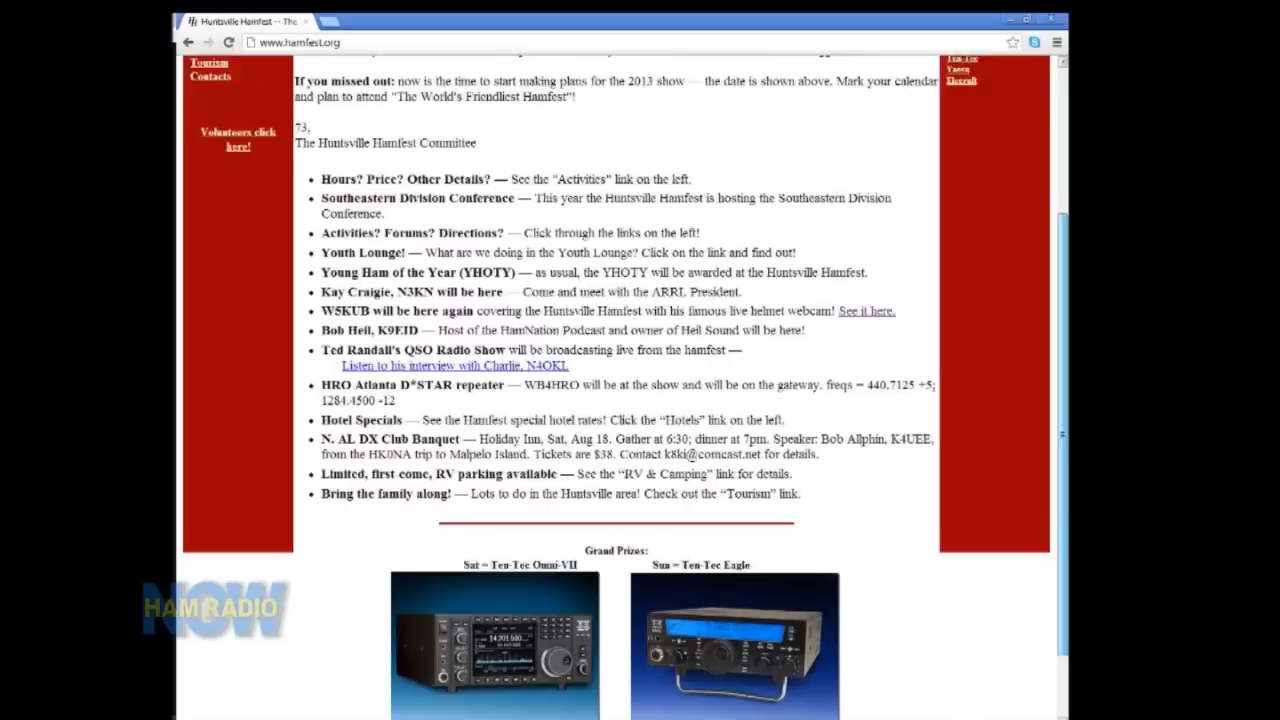 Huntsville Hamfest -- The
www.hamfest.org
Tourism
Contacts
Volunteers click
here!
Ten-Tec
Yaesu
Elecraft
If you missed out: now is the time to start making plans for the 2013 show — the date is shown above. Mark your calendar
and plan to attend "The World's Friendliest Hamfest"!
73,
The Huntsville Hamfest Committee
• Hours? Price? Other Details? — See the "Activities" link on the left.
• Southeastern Division Conference — This year the Huntsville Hamfest is hosting the Southeastern Division
Conference.
• Activities? Forums? Directions? — Click through the links on the left!
• Youth Lounge! — What are we doing in the Youth Lounge? Click on the link and find out!
• Young Ham of the Year (YHOTY) — as usual, the YHOTY will be awarded at the Huntsville Hamfest.
• Kay Craigie, N3KN will be here — Come and meet with the ARRL President.
• W5KUB will be here again covering the Huntsville Hamfest with his famous live helmet webcam! See it here.
• Bob Heil, K9EID — Host of the HamNation Podcast and owner of Heil Sound will be here!
• Ted Randall's QSO Radio Show will be broadcasting live from the hamfest —
Listen to his interview with Charlie, N4OKL
• HRO Atlanta D*STAR repeater — WB4HRO will be at the show and will be on the gateway. freqs = 440.7125 +5;
1284.4500 -12
• Hotel Specials — See the Hamfest special hotel rates! Click the “Hotels” link on the left.
• N. AL DX Club Banquet — Holiday Inn, Sat, Aug 18. Gather at 6:30; dinner at 7pm. Speaker: Bob Allphin, K4UEE,
from the HK0NA trip to Malpelo Island. Tickets are $38. Contact k8ki@comcast.net for details.
• Limited, first-come, RV parking available — See the “RV & Camping” link for details.
• Bring the family along! — Lots to do in the Huntsville area! Check out the “Tourism” link.
Grand Prizes:
Sat = Ten-Tec Omni-VII
Sun = Ten-Tec Eagle
HAM RADIO
NOW
14.201.500